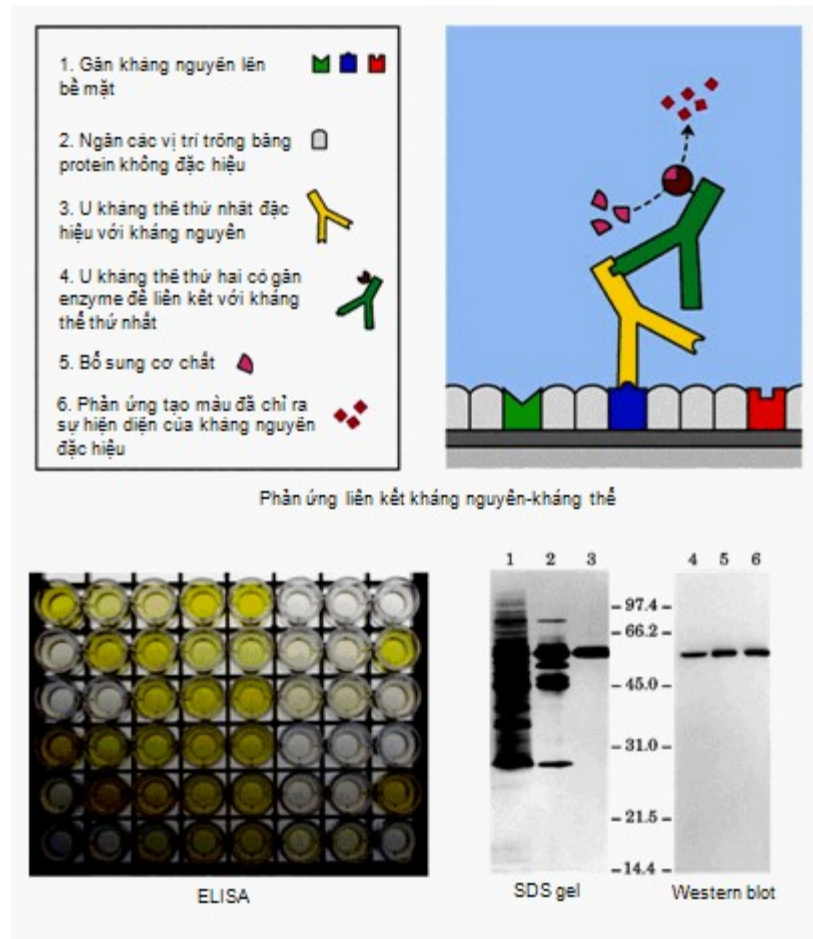 1. Gắn kháng nguyên lên
bề mặt
2. Ngăn các vị trí trống bằng
protein không đặc hiệu
3. Ủ kháng thể thứ nhất đặc
hiệu với kháng nguyên
4. Ủ kháng thể thứ hai có gắn
enzyme để liên kết với kháng
thể thứ nhất
5. Bổ sung cơ chất
6. Phản ứng tạo màu đã chỉ ra
sự hiện diện của kháng nguyên
đặc hiệu
Phản ứng liên kết kháng nguyên-kháng thể
1 2 3
4 5 6
97.4
66.2
45.0
31.0
21.5
14.4
ELISA
SDS gel
Western blot